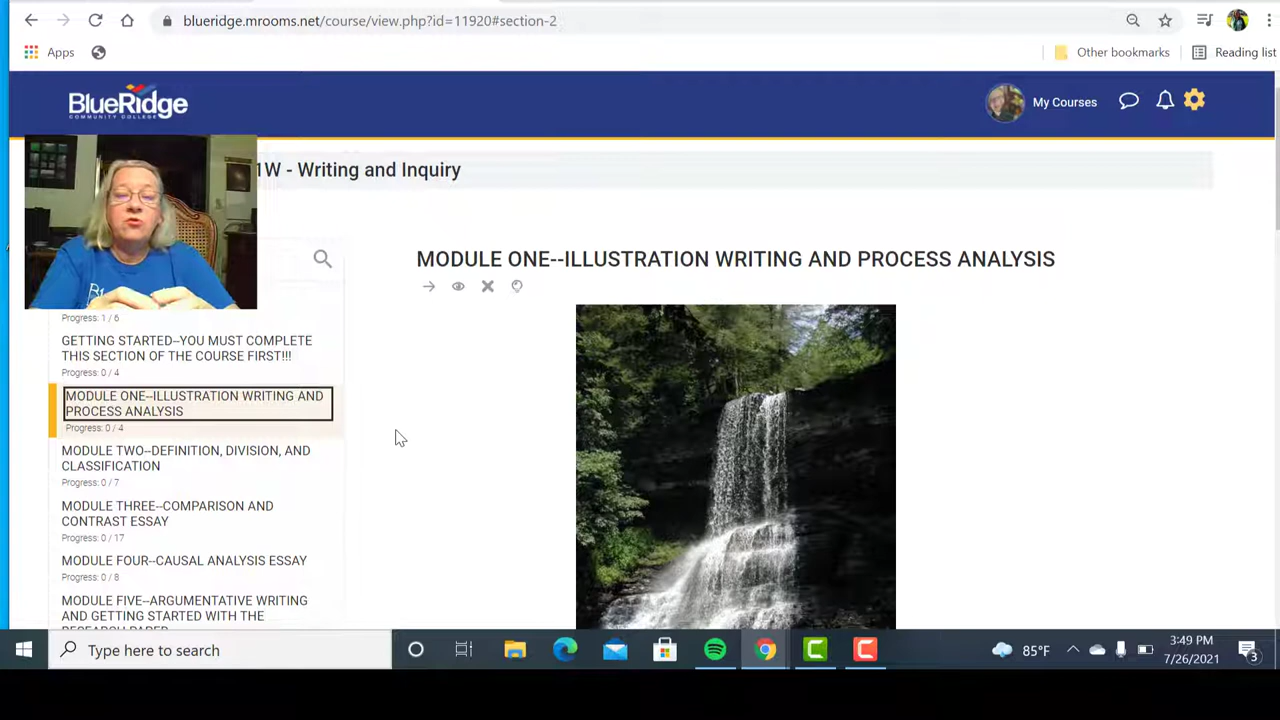 blueridge.mrooms.net/course/view.php?id=11920#section-2
Apps
Other bookmarks
Reading list
BlueRidge
COMMUNITY COLLEGE
My Courses
1W - Writing and Inquiry
MODULE ONE--ILLUSTRATION WRITING AND PROCESS ANALYSIS
Progress: 1 / 6
GETTING STARTED--YOU MUST COMPLETE
THIS SECTION OF THE COURSE FIRST!!!
Progress: 0 / 4
MODULE ONE--ILLUSTRATION WRITING AND
PROCESS ANALYSIS
Progress: 0 / 4
MODULE TWO--DEFINITION, DIVISION, AND
CLASSIFICATION
Progress: 0 / 7
MODULE THREE--COMPARISON AND
CONTRAST ESSAY
Progress: 0 / 17
MODULE FOUR--CAUSAL ANALYSIS ESSAY
Progress: 0 / 8
MODULE FIVE--ARGUMENTATIVE WRITING
AND GETTING STARTED WITH THE
RESEARCH PAPER
Type here to search
85°F
3:49 PM
7/26/2021
3